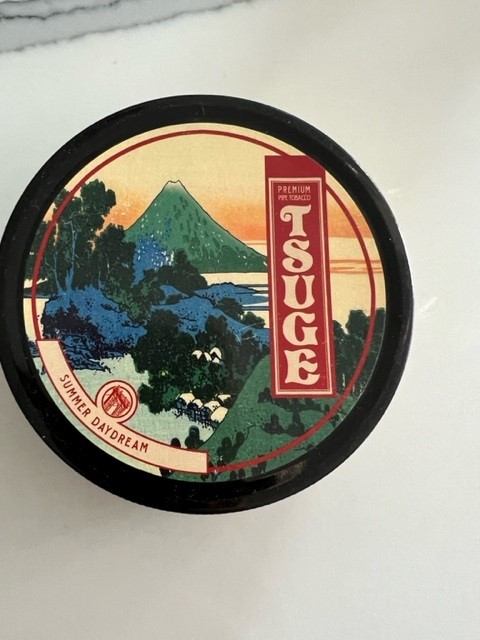 PREMIUM
PIPE TOBACCO
TSUGE
SUMMER DAYDREAM